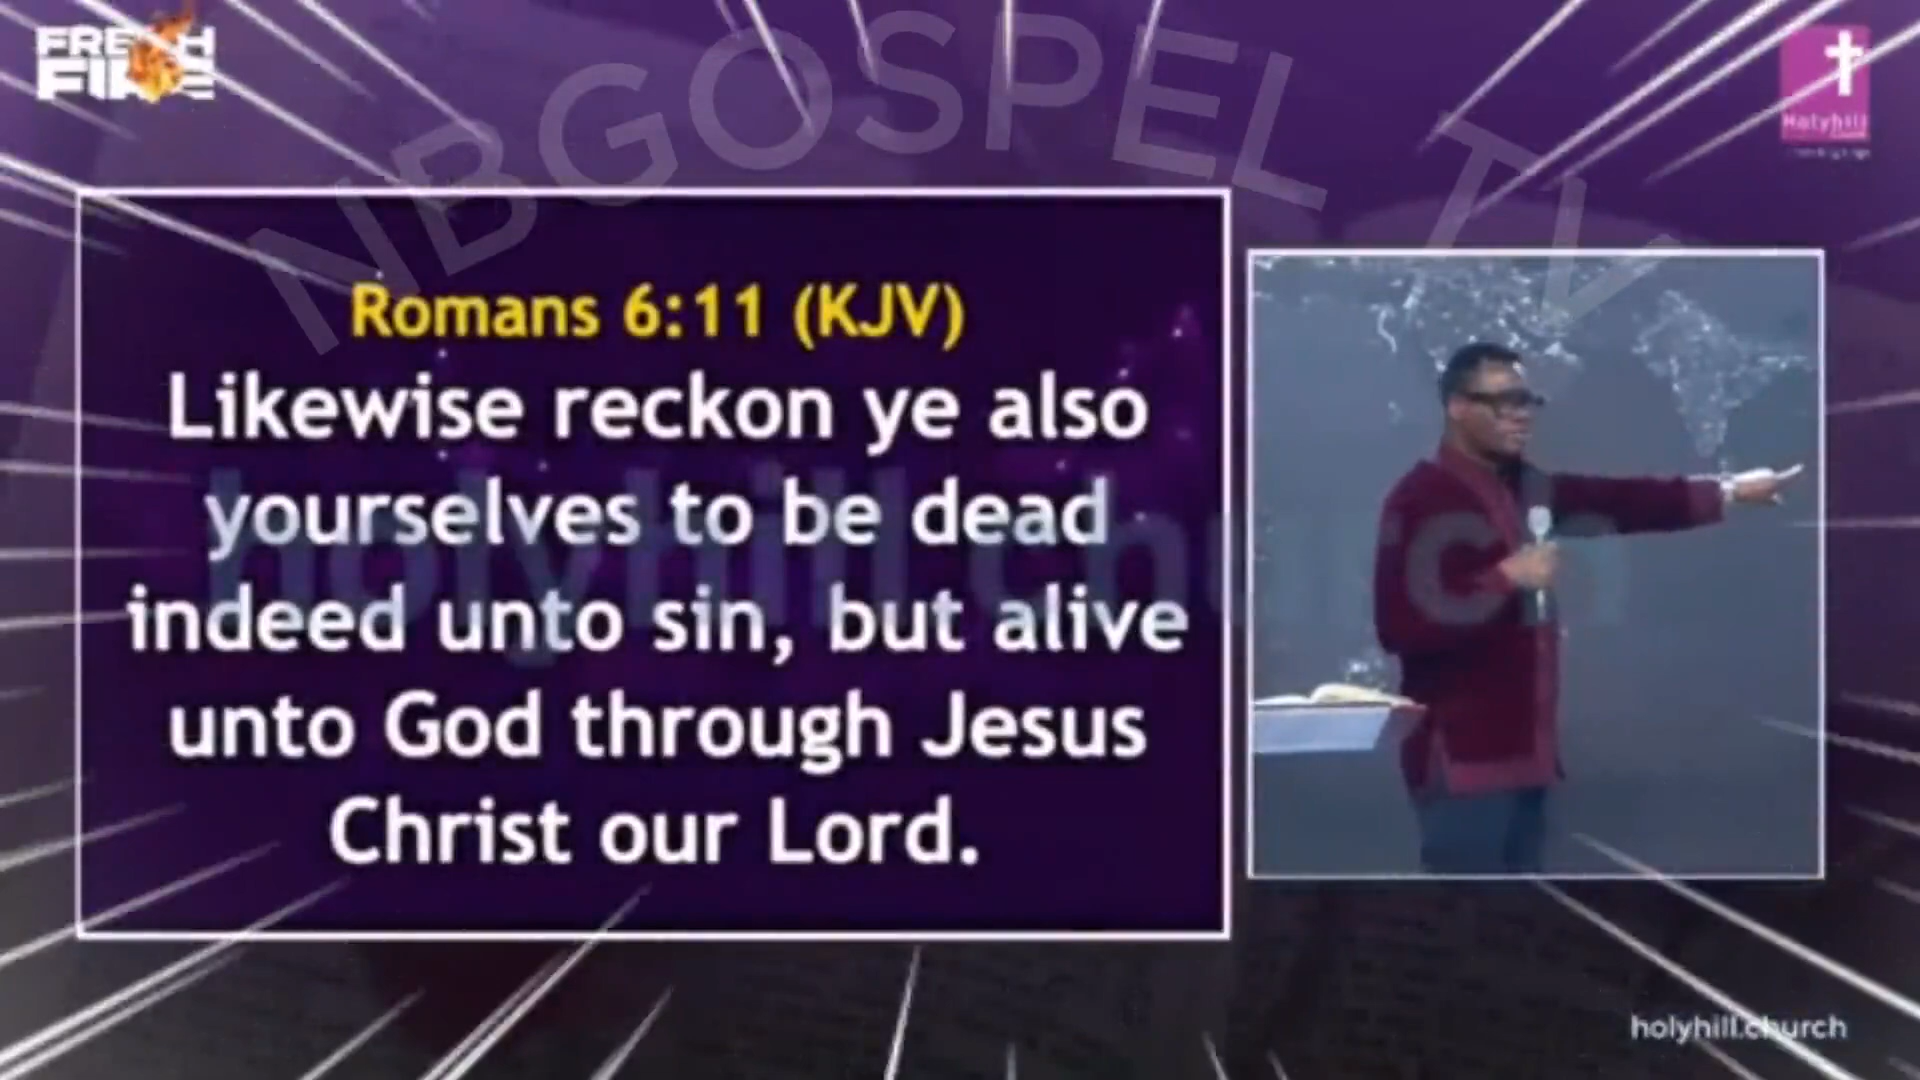 FRESH
FIRE
NBGOSPEL TV
Holyhill
Romans 6:11 (KJV)
Likewise reckon ye also
yourselves to be dead
indeed unto sin, but alive
unto God through Jesus
Christ our Lord.
holyhill.church
holyhill.church